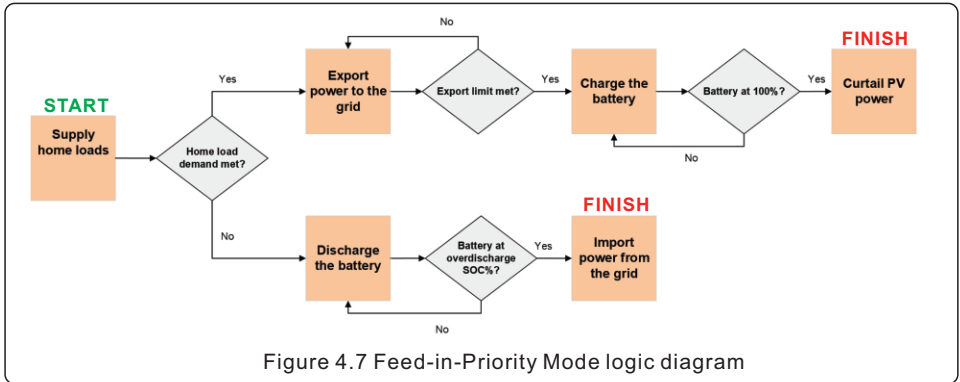 START
Supply
home loads
Home load
demand met?
Yes
Export
power to the
grid
No
Export limit met?
Yes
Charge the
battery
Battery at 100%?
No
Yes
FINISH
Curtail PV
power
No
Discharge
the battery
Battery at
overdischarge
SOC%?
No
Yes
FINISH
Import
power from
the grid
Figure 4.7 Feed-in-Priority Mode logic diagram